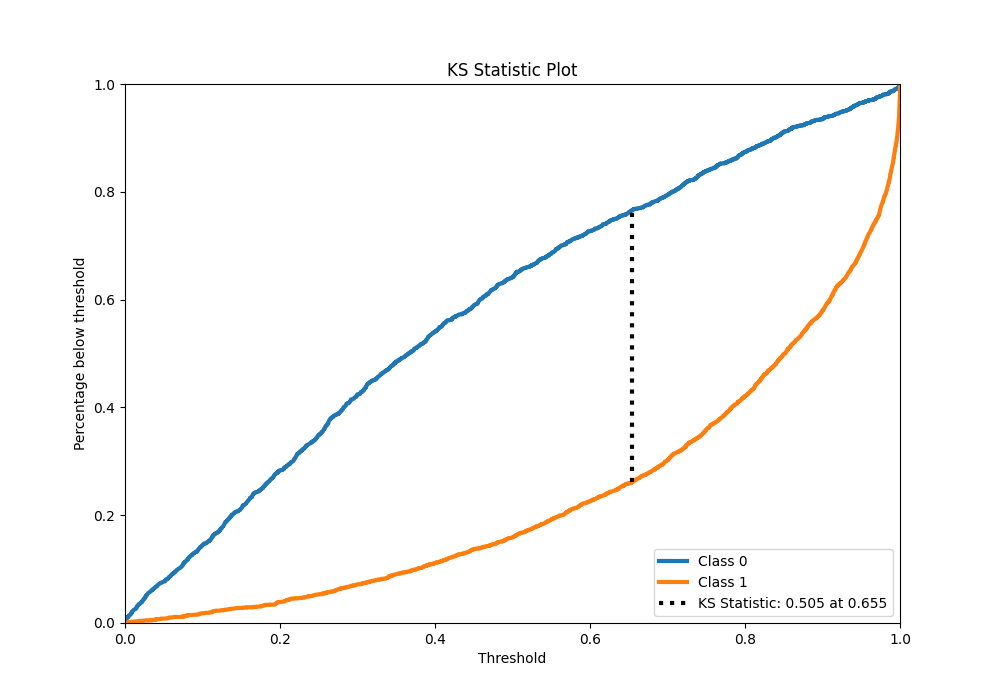 KS Statistic Plot
Percentage below threshold
1.0
0.8
0.6
0.4
0.2
0.0
0.0 0.2 0.4 0.6 0.8 1.0
Threshold
Class 0
Class 1
KS Statistic: 0.505 at 0.655